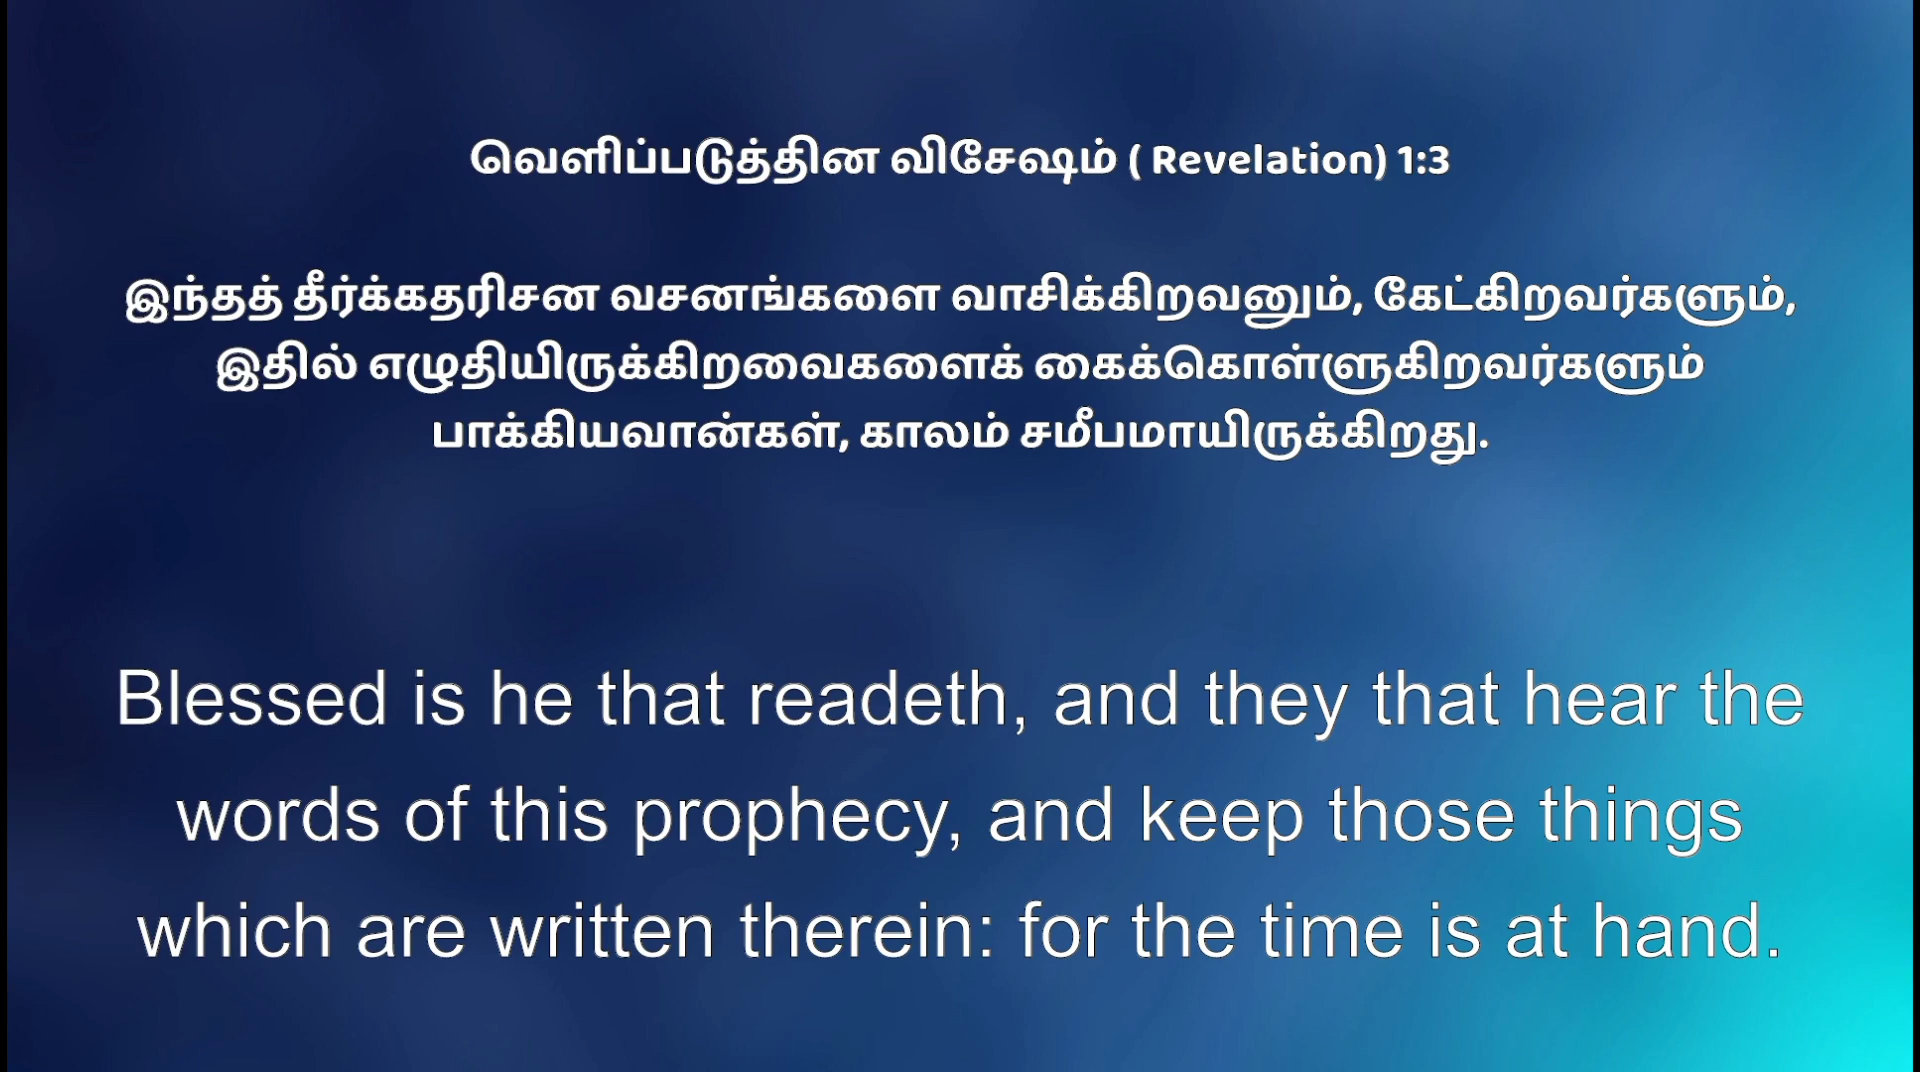 வெளிப்படுத்தின விசேஷம் ( Revelation) 1:3
இந்தத் தீர்க்கதரிசன வசனங்களை வாசிக்கிறவனும், கேட்கிறவர்களும்,
இதில் எழுதியிருக்கிறவைகளைக் கைக்கொள்ளுகிறவர்களும்
பாக்கியவான்கள், காலம் சமீபமாயிருக்கிறது.
Blessed is he that readeth, and they that hear the
words of this prophecy, and keep those things
which are written therein: for the time is at hand.